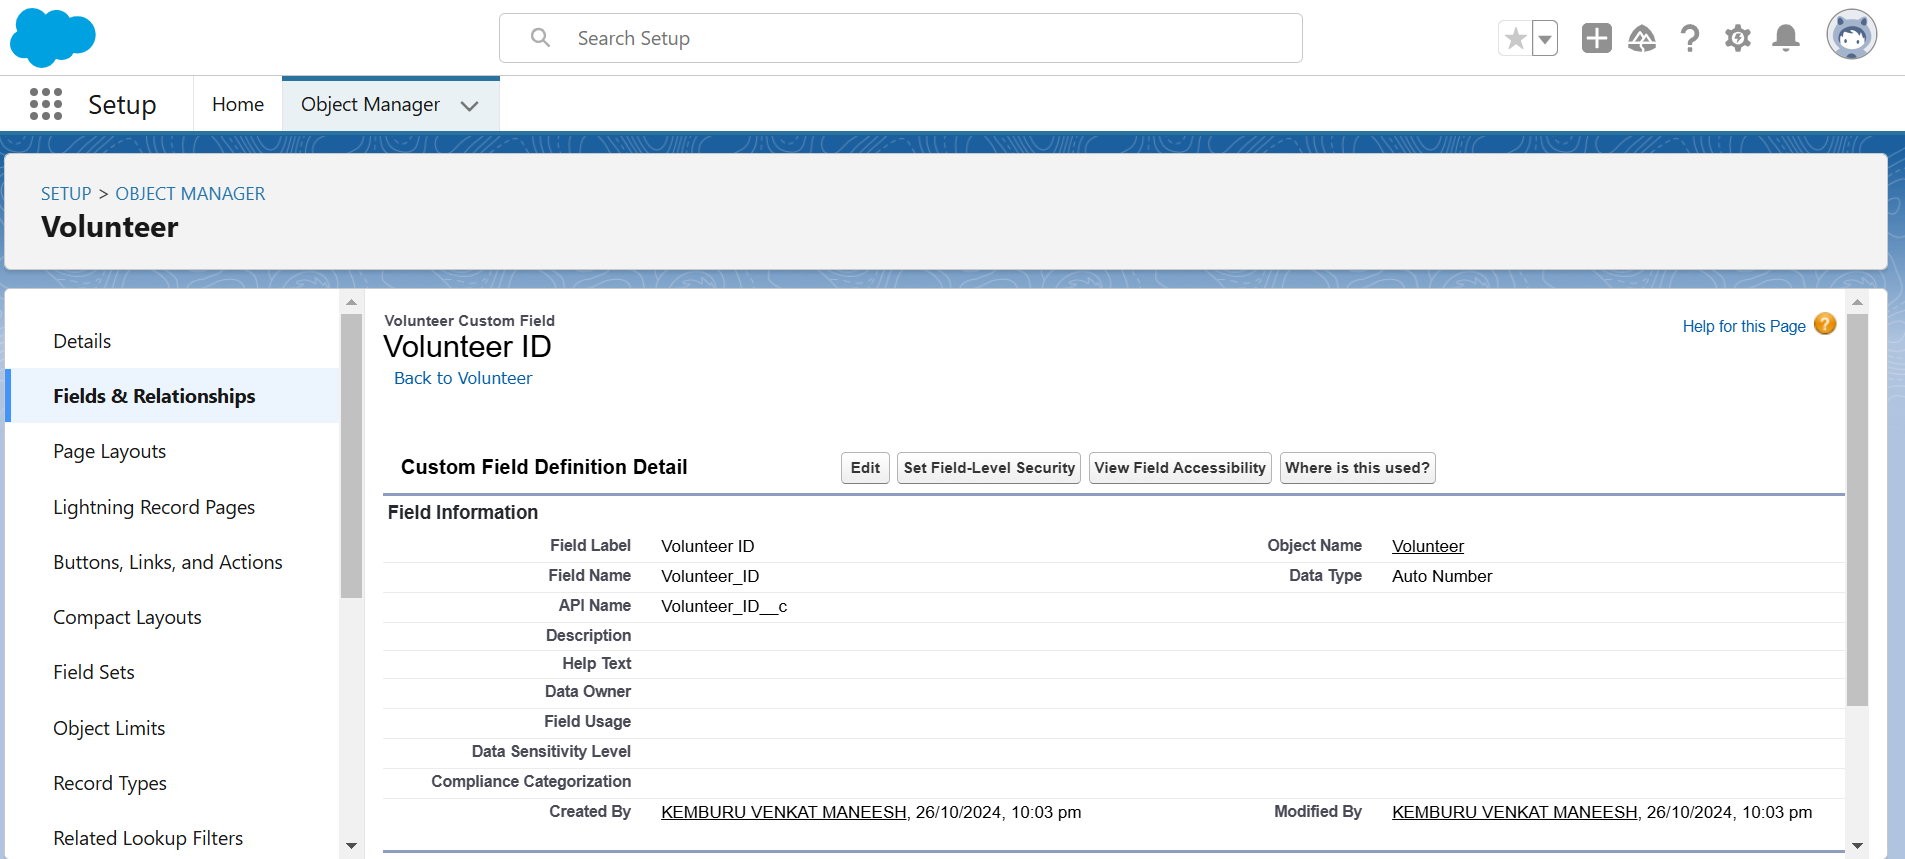 Search Setup
Setup
Home
Object Manager
SETUP > OBJECT MANAGER
Volunteer
Details
Fields & Relationships
Page Layouts
Lightning Record Pages
Buttons, Links, and Actions
Compact Layouts
Field Sets
Object Limits
Record Types
Related Lookup Filters
Volunteer Custom Field
Volunteer ID
Back to Volunteer
Help for this Page ?
Custom Field Definition Detail
Edit
Set Field-Level Security
View Field Accessibility
Where is this used?
Field Information
Field Label Volunteer ID Object Name Volunteer
Field Name Volunteer_ID Data Type Auto Number
API Name Volunteer_ID__c
Description
Help Text
Data Owner
Field Usage
Data Sensitivity Level
Compliance Categorization
Created By KEMBURU VENKAT MANEESH, 26/10/2024, 10:03 pm Modified By KEMBURU VENKAT MANEESH, 26/10/2024, 10:03 pm